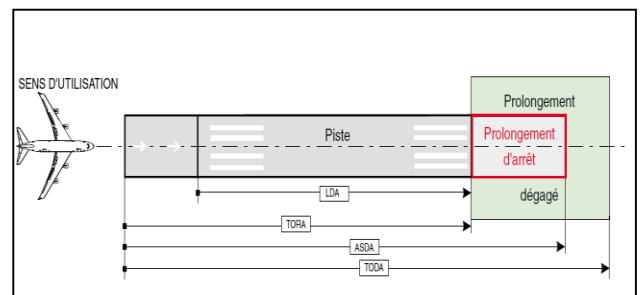 SENS D'UTILISATION
Prolongement
Piste
Prolongement
d'arrêt
dégagé
LDA
TORA
ASDA
TODA